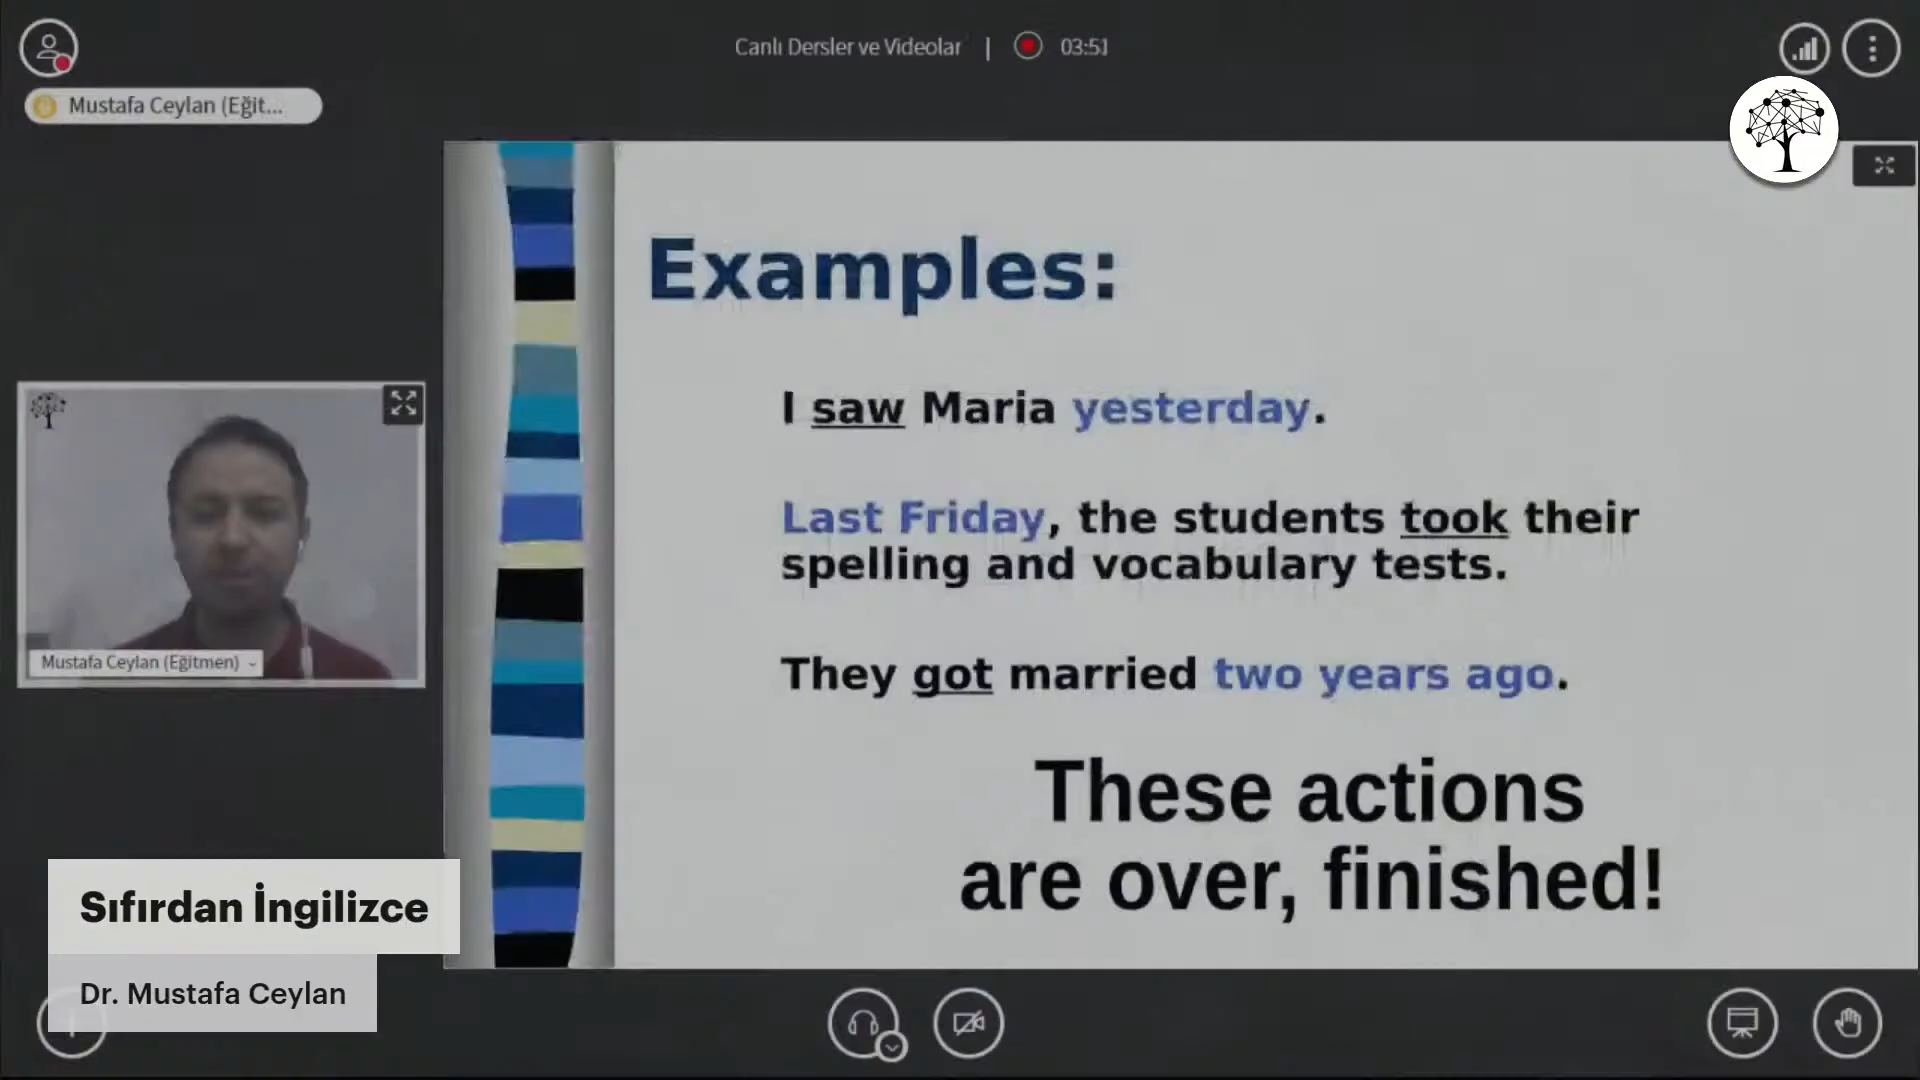 Canlı Dersler ve Videolar | 03:51
Mustafa Ceylan (Eğit...
Examples:
I saw Maria yesterday.
Last Friday, the students took their
spelling and vocabulary tests.
They got married two years ago.
These actions
are over, finished!
Mustafa Ceylan (Eğitmen)
Sıfırdan İngilizce
Dr. Mustafa Ceylan